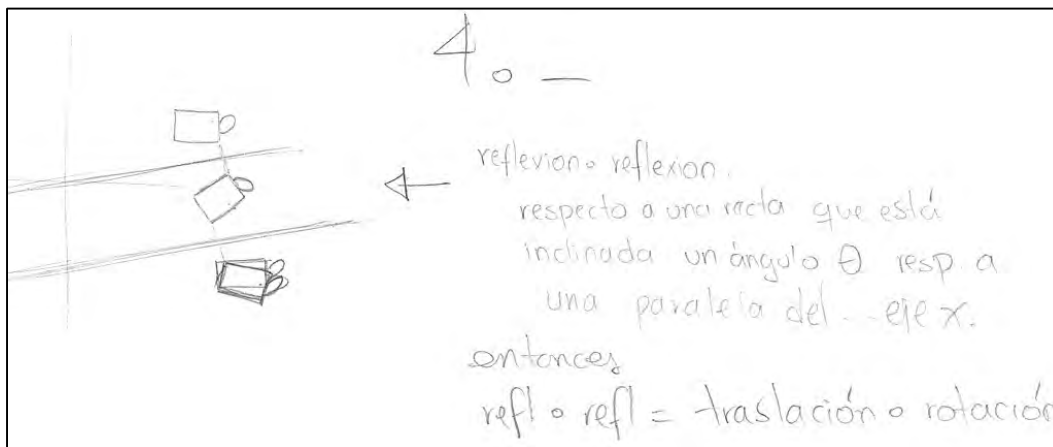 4. —
reflexion ∘ reflexion.
respecto a una recta que está
inclinada un ángulo θ resp. a
una paralela del ... eje x.
entonces
refl ∘ refl = traslación ∘ rotación